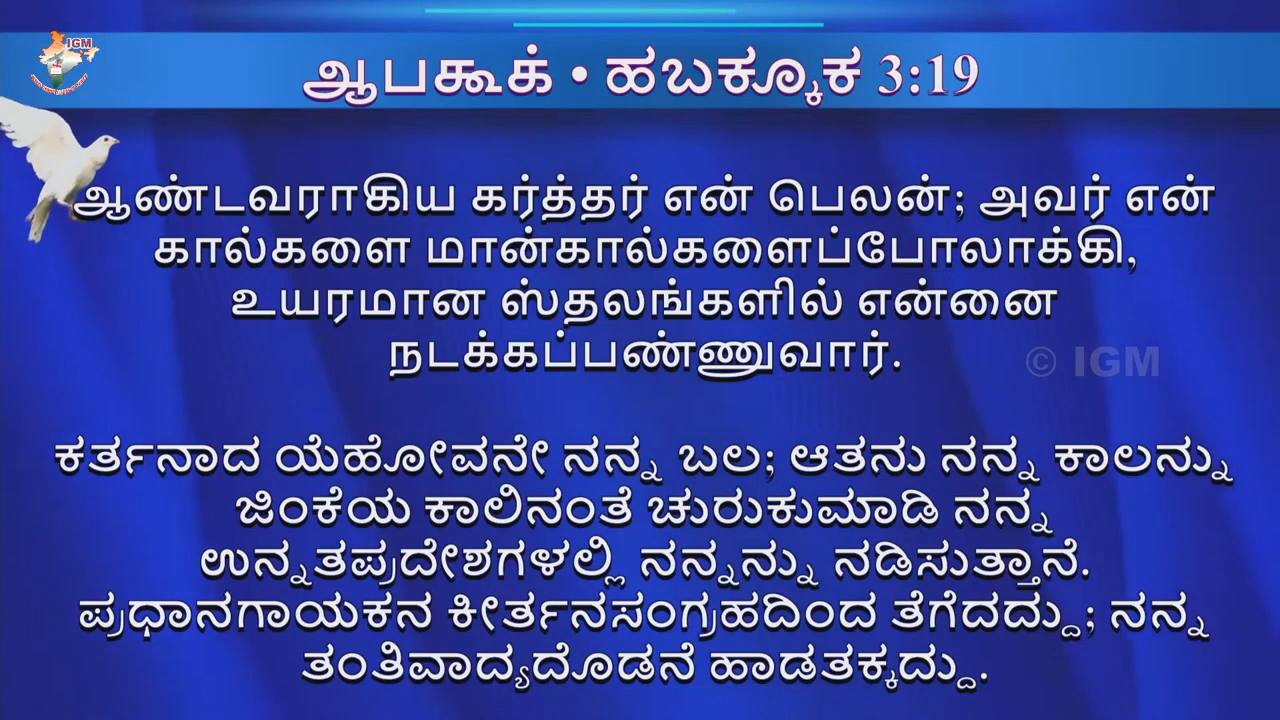 IGM
ஆபகூக் • ಹಬಕ್ಕೂಕ 3:19
ஆண்டவராகிய கர்த்தர் என் பெலன்; அவர் என்
கால்களை மான்கால்களைப்போலாக்கி,
உயரமான ஸ்தலங்களில் என்னை
நடக்கப்பண்ணுவார்.
© IGM
ಕರ್ತನಾದ ಯೆಹೋವನೇ ನನ್ನ ಬಲ; ಆತನು ನನ್ನ ಕಾಲನ್ನು
ಜಿಂಕೆಯ ಕಾಲಿನಂತೆ ಚುರುಕುಮಾಡಿ ನನ್ನ
ಉನ್ನತಪ್ರದೇಶಗಳಲ್ಲಿ ನನ್ನನ್ನು ನಡಿಸುತ್ತಾನೆ.
ಪ್ರಧಾನಗಾಯಕನ ಕೀರ್ತನಸಂಗ್ರಹದಿಂದ ತೆಗೆದದ್ದು; ನನ್ನ
ತಂತಿವಾದ್ಯದೊಡನೆ ಹಾಡತಕ್ಕದ್ದು.